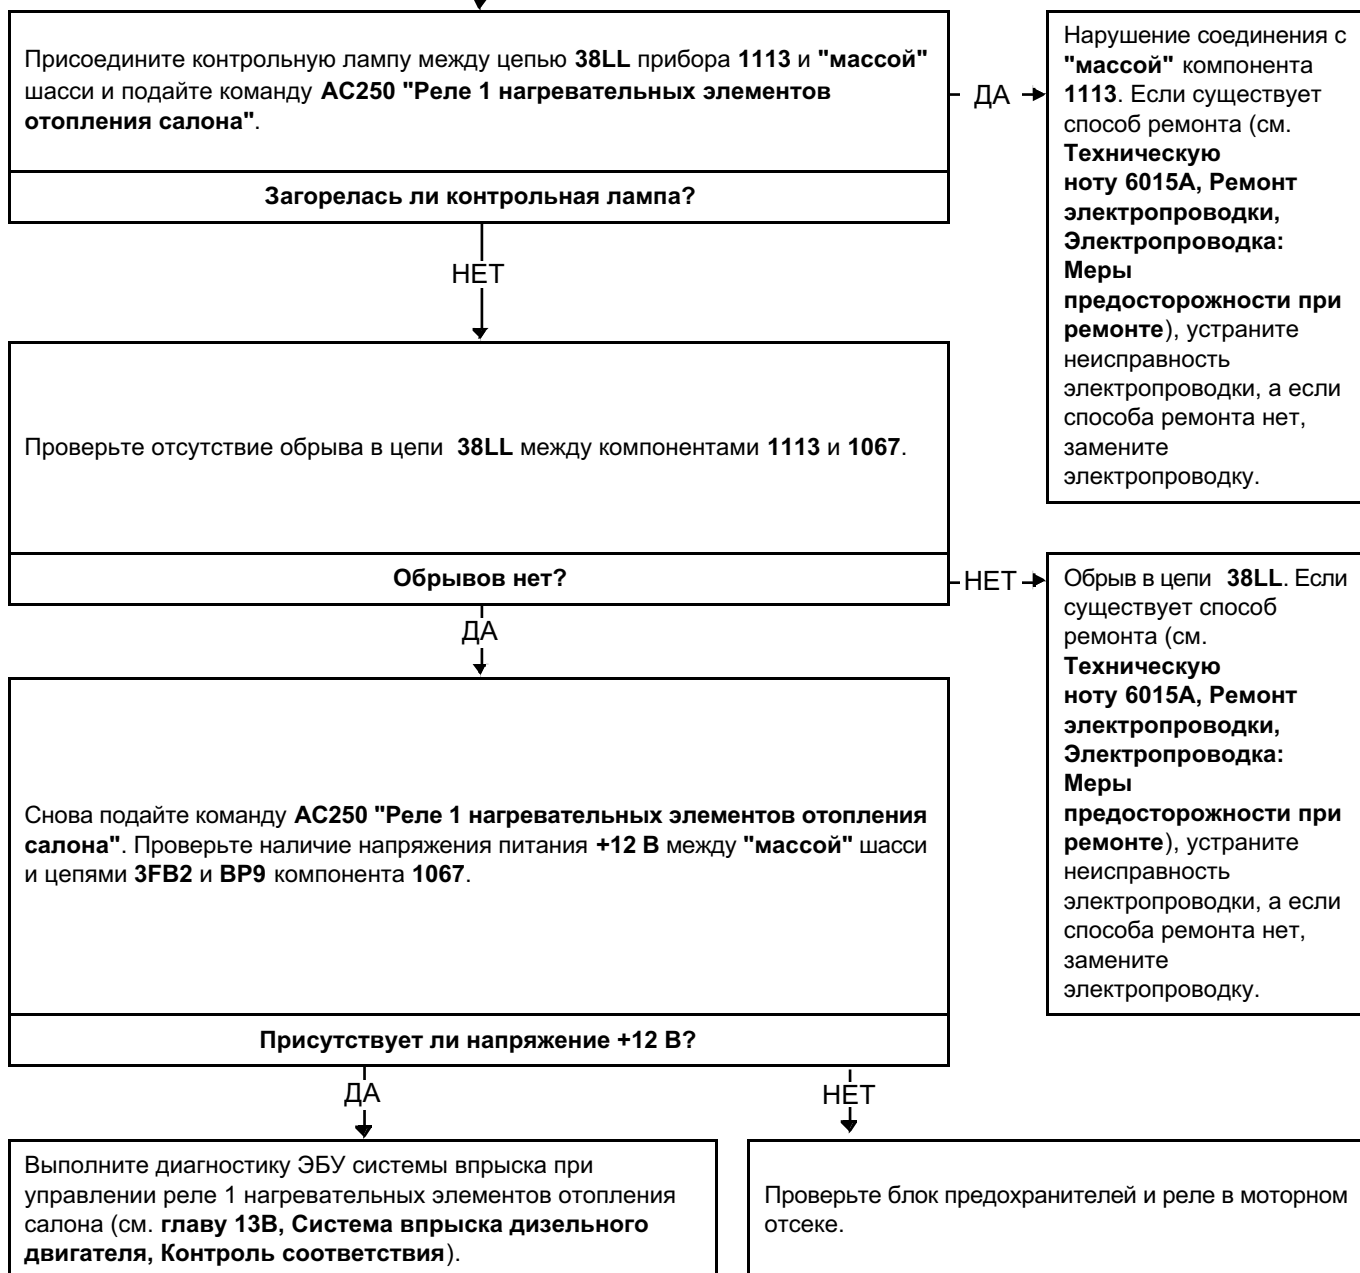 Присоедините контрольную лампу между цепью 38LL прибора 1113 и "массой"
шасси и подайте команду AC250 "Реле 1 нагревательных элементов
отопления салона".
Загорелась ли контрольная лампа?
ДА
Нарушение соединения с
"массой" компонента
1113. Если существует
способ ремонта (см.
Техническую
ноту 6015A, Ремонт
электропроводки,
Электропроводка:
Меры
предосторожности при
ремонте), устраните
неисправность
электропроводки, а если
способа ремонта нет,
замените
электропроводку.
НЕТ
Проверьте отсутствие обрыва в цепи 38LL между компонентами 1113 и 1067.
Обрывов нет?
НЕТ
Обрыв в цепи 38LL. Если
существует способ
ремонта (см.
Техническую
ноту 6015A, Ремонт
электропроводки,
Электропроводка:
Меры
предосторожности при
ремонте), устраните
неисправность
электропроводки, а если
способа ремонта нет,
замените
электропроводку.
ДА
Снова подайте команду AC250 "Реле 1 нагревательных элементов отопления
салона". Проверьте наличие напряжения питания +12 В между "массой" шасси
и цепями 3FB2 и BP9 компонента 1067.
Присутствует ли напряжение +12 В?
ДА
НЕТ
Выполните диагностику ЭБУ системы впрыска при
управлении реле 1 нагревательных элементов отопления
салона (см. главу 13B, Система впрыска дизельного
двигателя, Контроль соответствия).
Проверьте блок предохранителей и реле в моторном
отсеке.